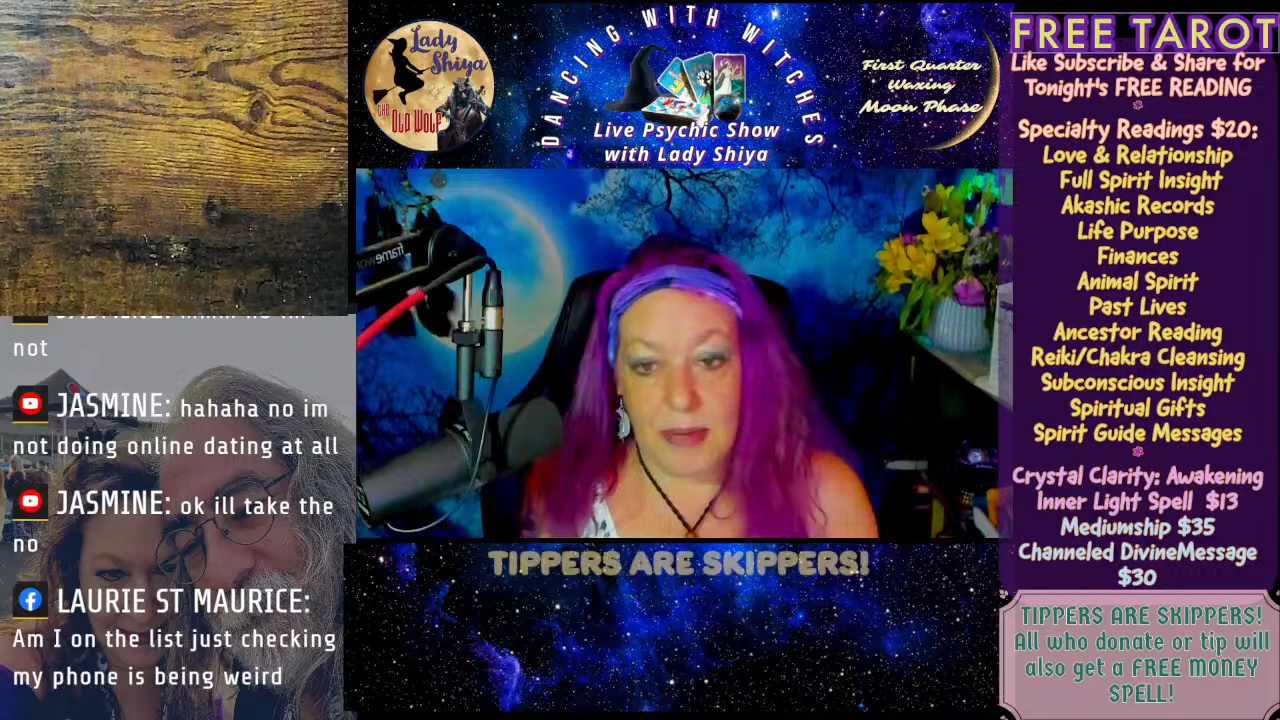 Lady
Shiya
the
Old Wolf
DANCING WITH WITCHES
Live Psychic Show
with Lady Shiya
First Quarter
Waxing
Moon Phase
FREE TAROT
Like Subscribe & Share for
Tonight's FREE READING
*
Specialty Readings $20:
Love & Relationship
Full Spirit Insight
Akashic Records
Life Purpose
Finances
Animal Spirit
Past Lives
Ancestor Reading
Reiki/Chakra Cleansing
Subconscious Insight
Spiritual Gifts
Spirit Guide Messages
*
Crystal Clarity: Awakening
Inner Light Spell $13
Mediumship $35
Channeled DivineMessage
$30
TIPPERS ARE SKIPPERS!
All who donate or tip will
also get a FREE MONEY
SPELL!
not
JASMINE: hahaha no im
not doing online dating at all
JASMINE: ok ill take the
no
LAURIE ST MAURICE:
Am I on the list just checking
my phone is being weird
TIPPERS ARE SKIPPERS!